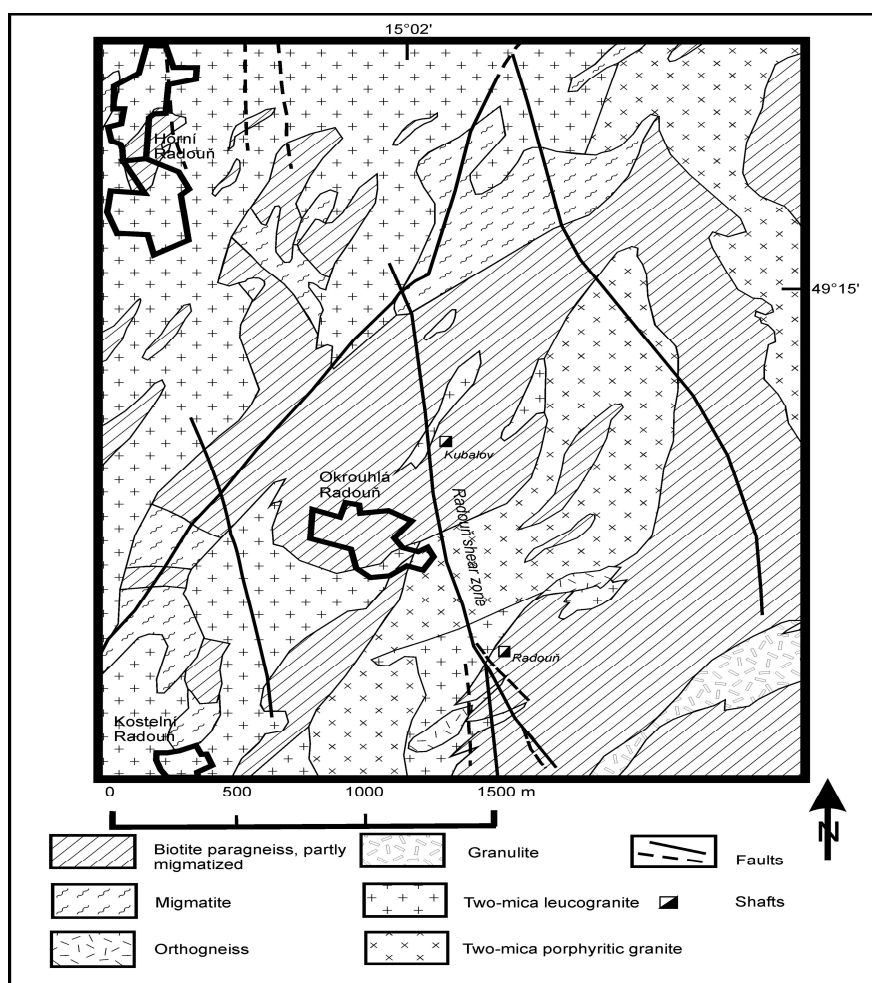 15°02'
Horní
Radouň
49°15'
Kubalov
Okrouhlá
Radouň
Radouň shear zone
Radouň
Kostelní
Radouň
0 500 1000 1500 m
N
Biotite paragneiss, partly
migmatized
Granulite
Faults
Migmatite
Two-mica leucogranite
Shafts
Orthogneiss
Two-mica porphyritic granite